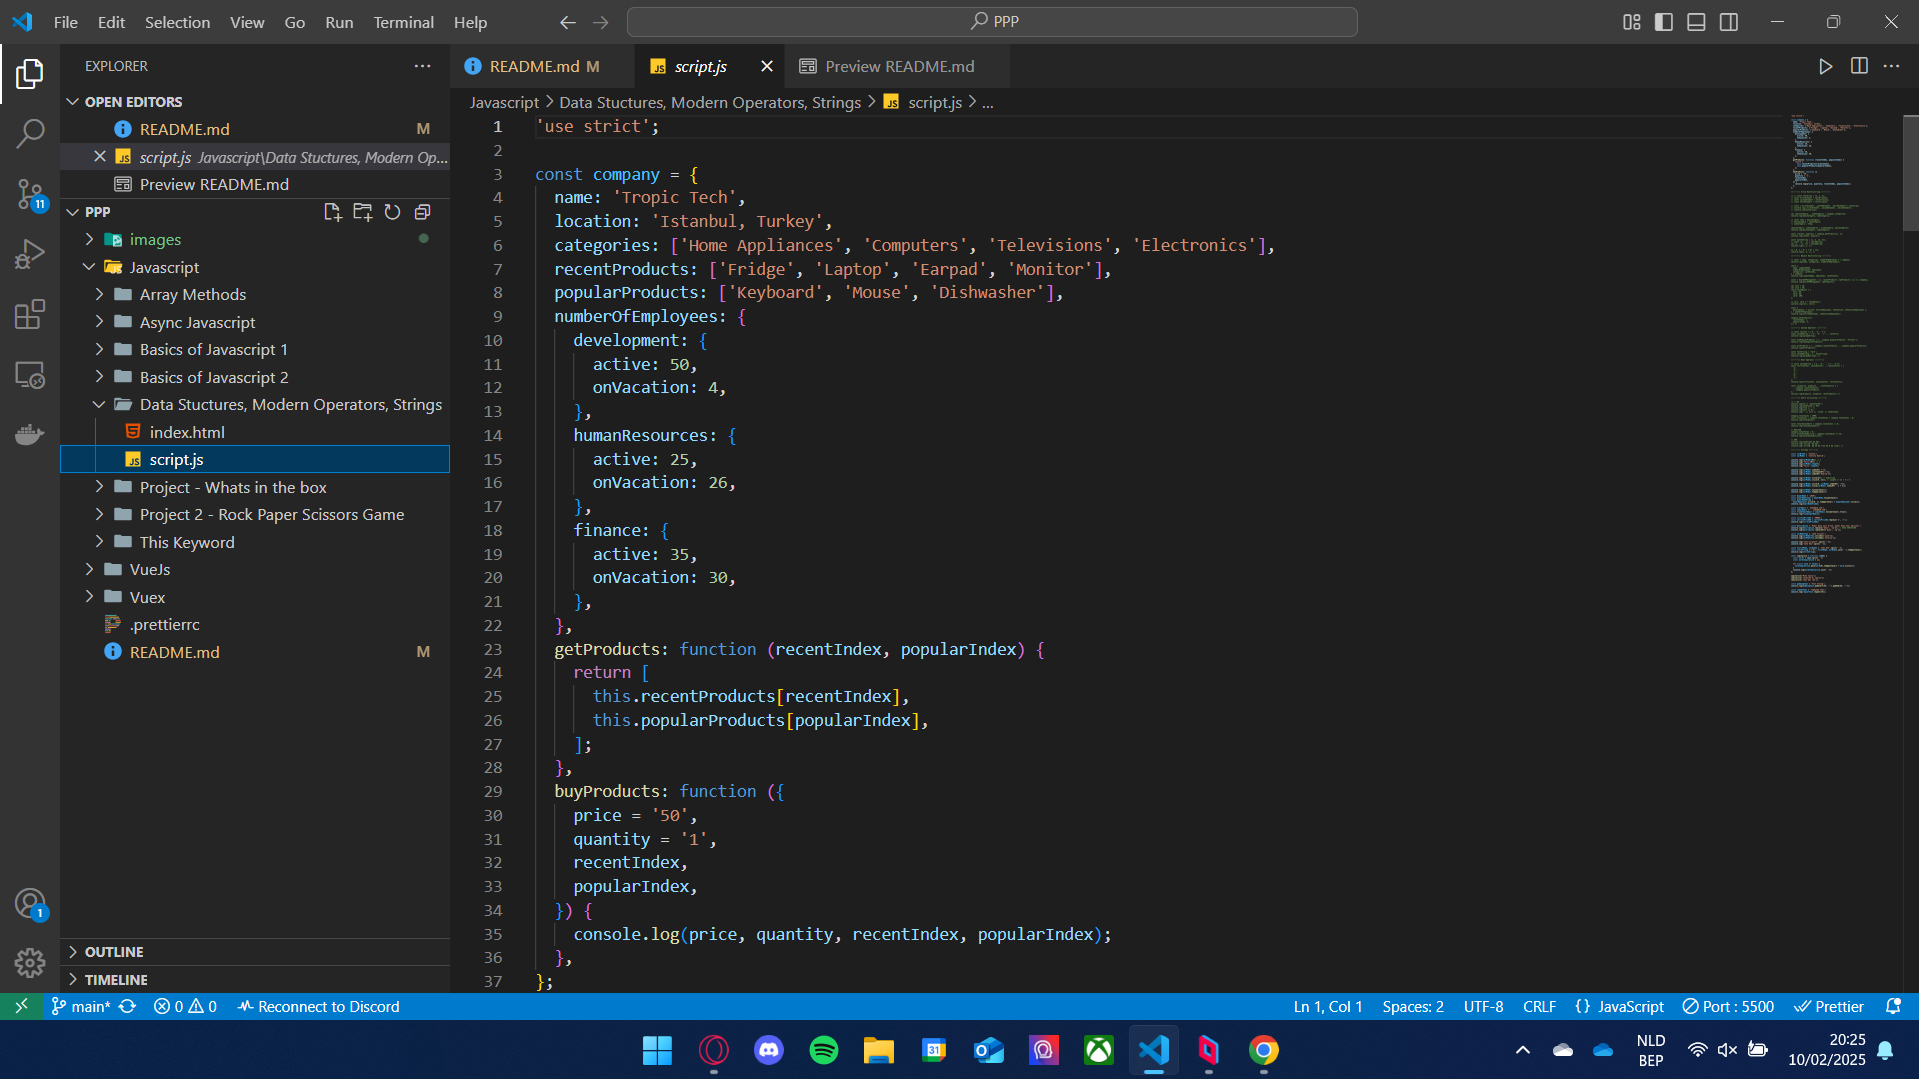 File Edit Selection View Go Run Terminal Help
PPP
EXPLORER
OPEN EDITORS
README.md M
script.js Javascript\Data Stuctures, Modern Op...
Preview README.md
PPP
images
Javascript
Array Methods
Async Javascript
Basics of Javascript 1
Basics of Javascript 2
Data Stuctures, Modern Operators, Strings
index.html
script.js
Project - Whats in the box
Project 2 - Rock Paper Scissors Game
This Keyword
VueJs
Vuex
.prettierrc
README.md M
OUTLINE
TIMELINE
11
1
README.md M
script.js
Preview README.md
Javascript > Data Stuctures, Modern Operators, Strings > JS script.js > ...
1 'use strict';
2
3 const company = {
4 name: 'Tropic Tech',
5 location: 'Istanbul, Turkey',
6 categories: ['Home Appliances', 'Computers', 'Televisions', 'Electronics'],
7 recentProducts: ['Fridge', 'Laptop', 'Earpad', 'Monitor'],
8 popularProducts: ['Keyboard', 'Mouse', 'Dishwasher'],
9 numberOfEmployees: {
10 development: {
11 active: 50,
12 onVacation: 4,
13 },
14 humanResources: {
15 active: 25,
16 onVacation: 26,
17 },
18 finance: {
19 active: 35,
20 onVacation: 30,
21 },
22 },
23 getProducts: function (recentIndex, popularIndex) {
24 return [
25 this.recentProducts[recentIndex],
26 this.popularProducts[popularIndex],
27 ];
28 },
29 buyProducts: function ({
30 price = '50',
31 quantity = '1',
32 recentIndex,
33 popularIndex,
34 }) {
35 console.log(price, quantity, recentIndex, popularIndex);
36 },
37 };
main* 0 0 Reconnect to Discord
Ln 1, Col 1 Spaces: 2 UTF-8 CRLF {} JavaScript Port : 5500 Prettier
31
NLD
BEP
20:25
10/02/2025